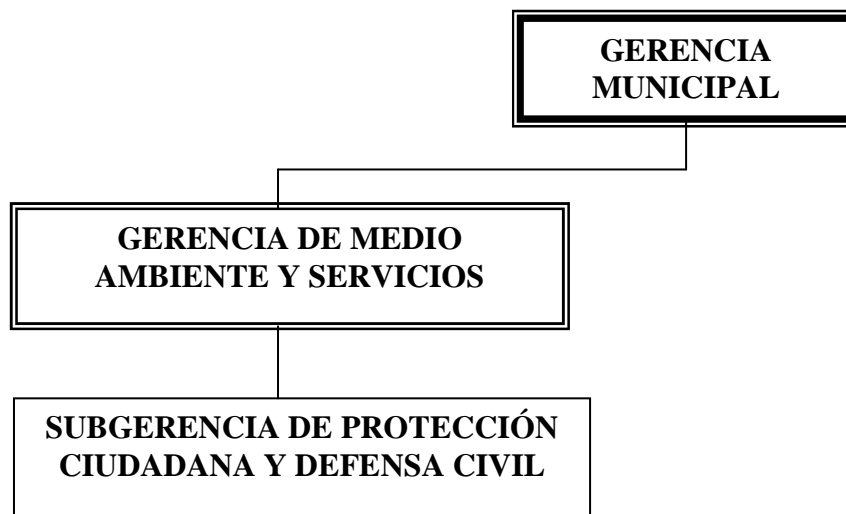 GERENCIA
MUNICIPAL
GERENCIA DE MEDIO
AMBIENTE Y SERVICIOS
SUBGERENCIA DE PROTECCIÓN
CIUDADANA Y DEFENSA CIVIL